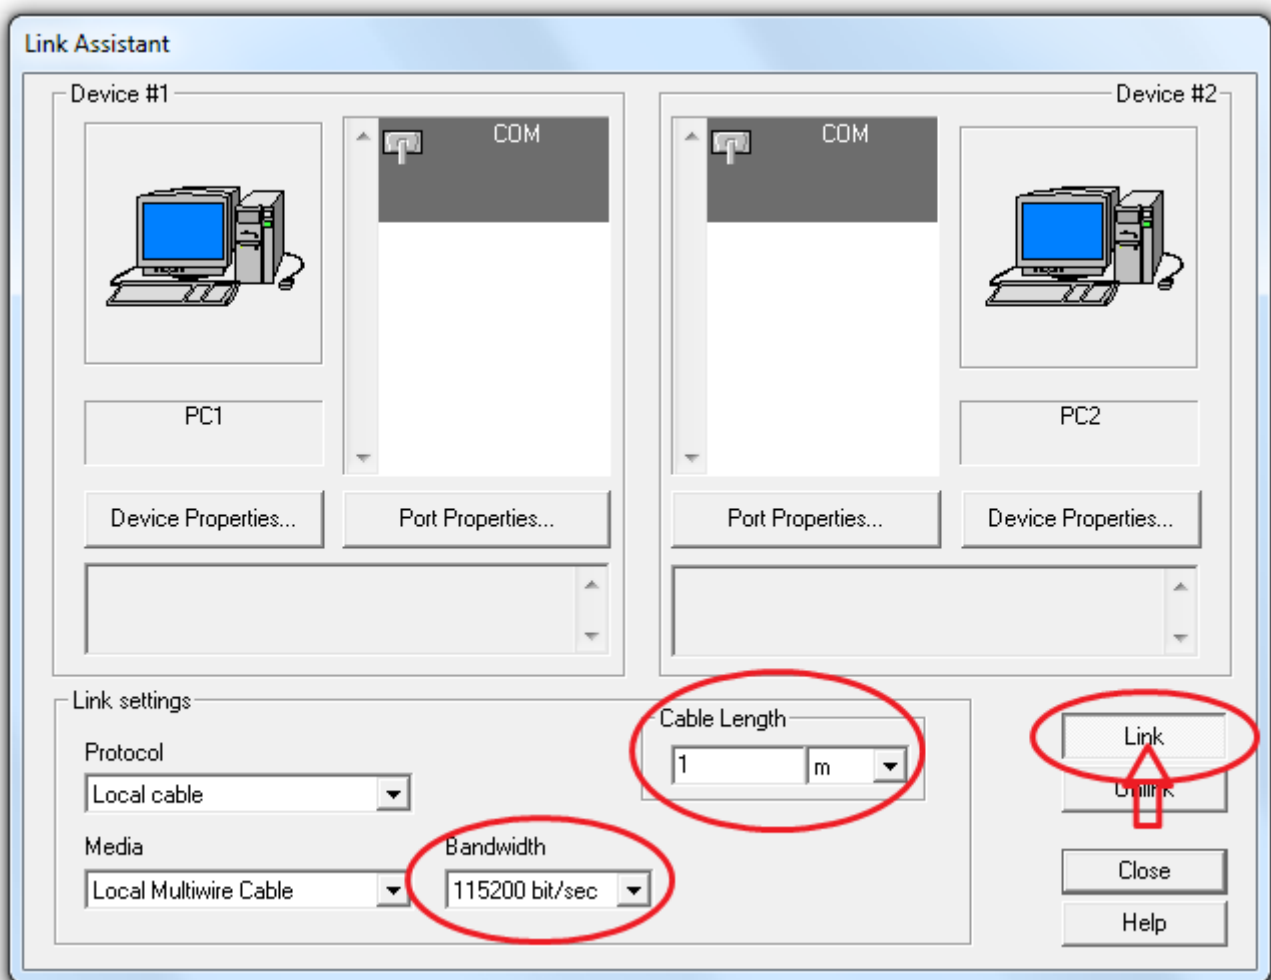 Link Assistant
Device #1
Device #2
COM
COM
PC1
PC2
Device Properties...
Port Properties...
Port Properties...
Device Properties...
Link settings
Protocol
Local cable
Media
Local Multiwire Cable
Bandwidth
115200 bit/sec
Cable Length
1
m
Link
Unlink
Close
Help